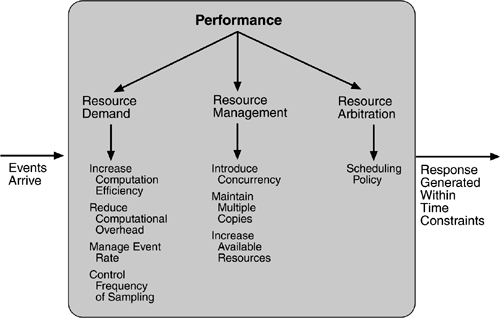 Performance
Resource
Demand
Resource
Management
Resource
Arbitration
Events
Arrive
Increase
Computation
Efficiency
Reduce
Computational
Overhead
Manage Event
Rate
Control
Frequency
of Sampling
Introduce
Concurrency
Maintain
Multiple
Copies
Increase
Available
Resources
Scheduling
Policy
Response
Generated
Within
Time
Constraints